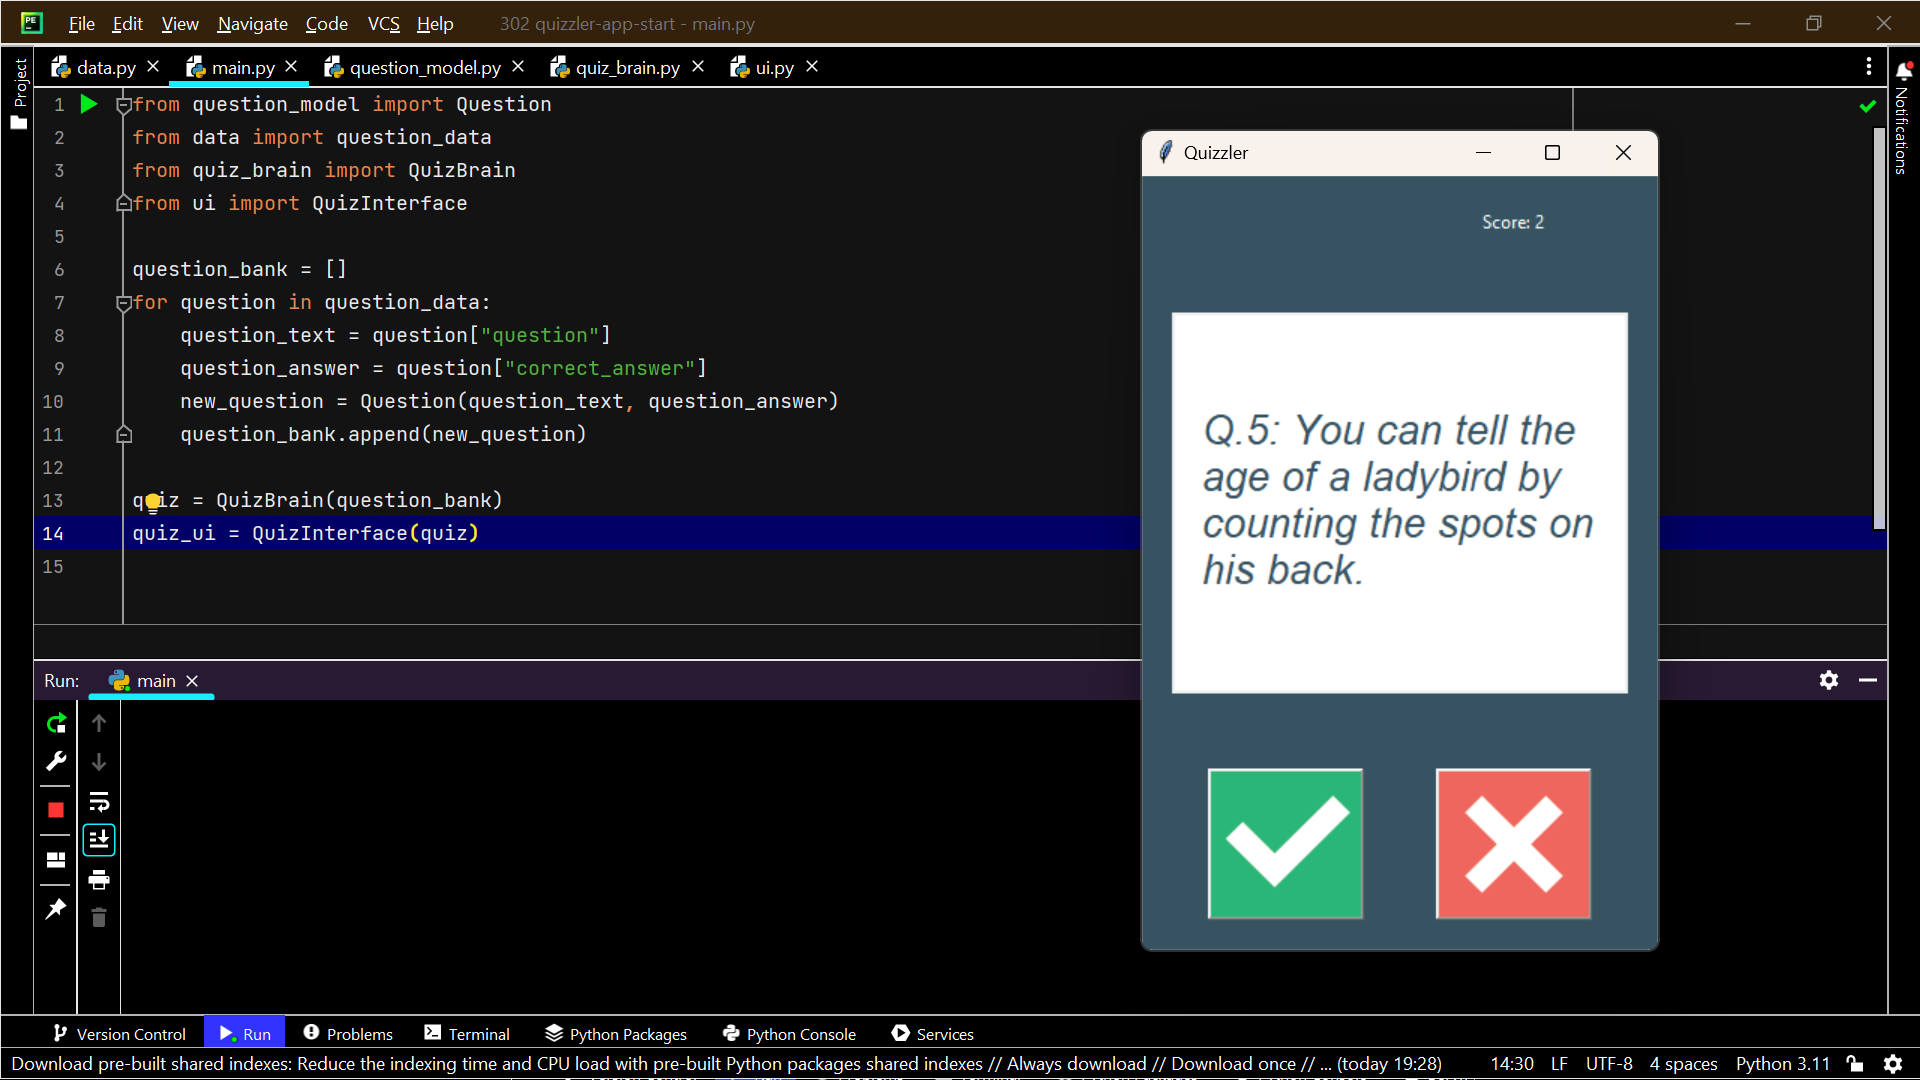 File Edit View Navigate Code VCS Help 302 quizzler-app-start - main.py
data.py main.py question_model.py quiz_brain.py ui.py
Project
Notifications
1 from question_model import Question
2 from data import question_data
3 from quiz_brain import QuizBrain
4 from ui import QuizInterface
5
6 question_bank = []
7 for question in question_data:
8 question_text = question["question"]
9 question_answer = question["correct_answer"]
10 new_question = Question(question_text, question_answer)
11 question_bank.append(new_question)
12
13 quiz = QuizBrain(question_bank)
14 quiz_ui = QuizInterface(quiz)
15
Quizzler
Score: 2
Q.5: You can tell the
age of a ladybird by
counting the spots on
his back.
Run: main
Version Control Run Problems Terminal Python Packages Python Console Services
Download pre-built shared indexes: Reduce the indexing time and CPU load with pre-built Python packages shared indexes // Always download // Download once // ... (today 19:28) 14:30 LF UTF-8 4 spaces Python 3.11